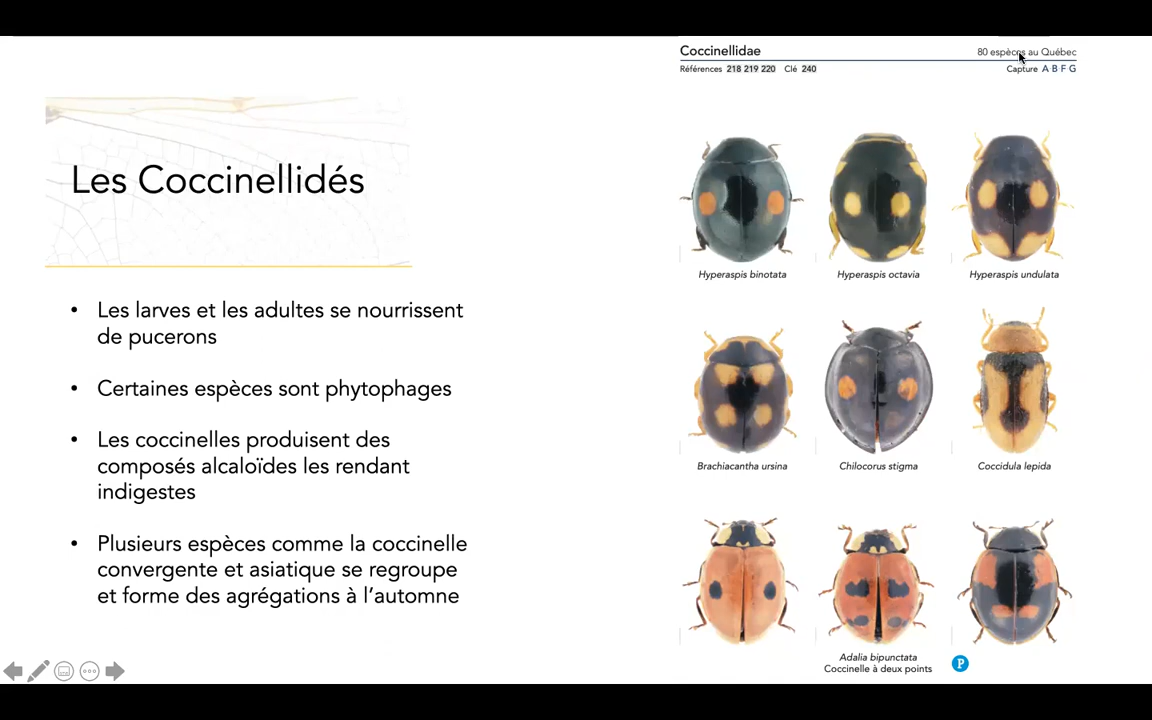 Les Coccinellidés
Les larves et les adultes se nourrissent
de pucerons
Certaines espèces sont phytophages
Les coccinelles produisent des
composés alcaloïdes les rendant
indigestes
Plusieurs espèces comme la coccinelle
convergente et asiatique se regroupe
et forme des agrégations à l'automne
Coccinellidae
80 espèces au Québec
Références 218 219 220 Clé 240
Capture A B F G
Hyperaspis binotata
Hyperaspis octavia
Hyperaspis undulata
Brachiacantha ursina
Chilocorus stigma
Coccidula lepida
Adalia bipunctata
Coccinelle à deux points
P